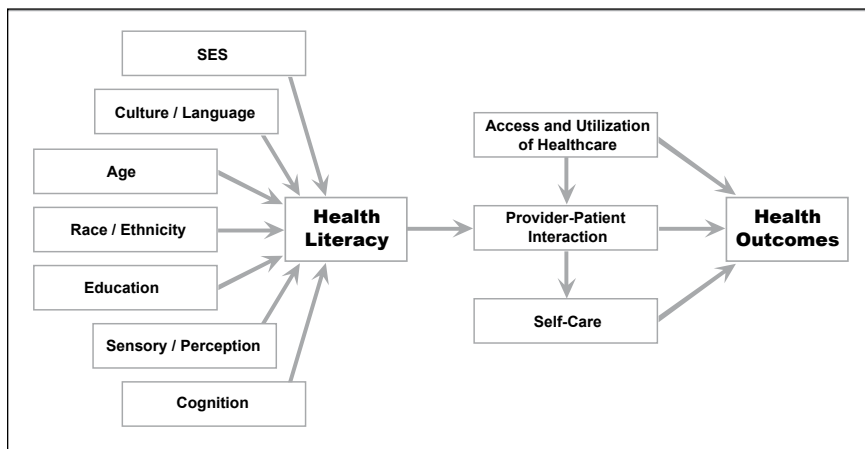 SES
Culture / Language
Age
Race / Ethnicity
Education
Sensory / Perception
Cognition
Health
Literacy
Access and Utilization
of Healthcare
Provider-Patient
Interaction
Self-Care
Health
Outcomes